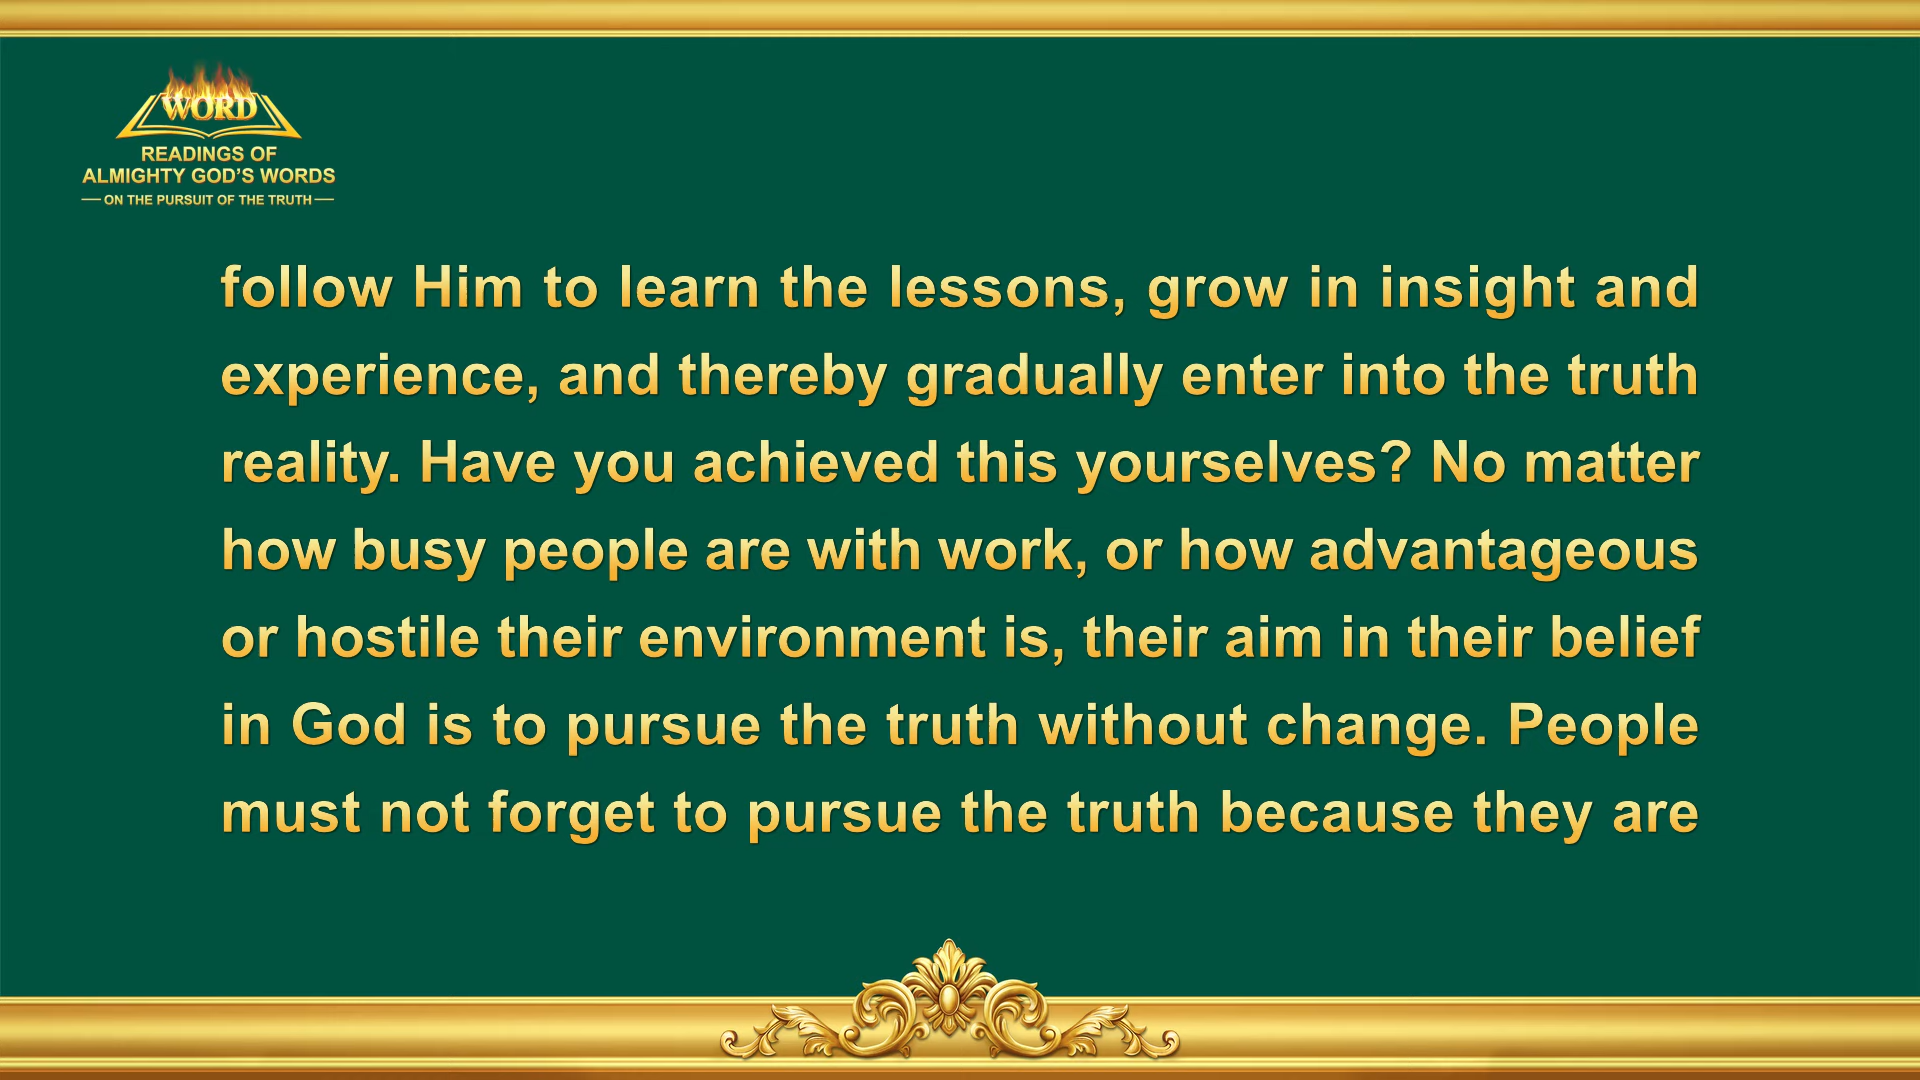 WORD
READINGS OF
ALMIGHTY GOD'S WORDS
ON THE PURSUIT OF THE TRUTH
follow Him to learn the lessons, grow in insight and
experience, and thereby gradually enter into the truth
reality. Have you achieved this yourselves? No matter
how busy people are with work, or how advantageous
or hostile their environment is, their aim in their belief
in God is to pursue the truth without change. People
must not forget to pursue the truth because they are